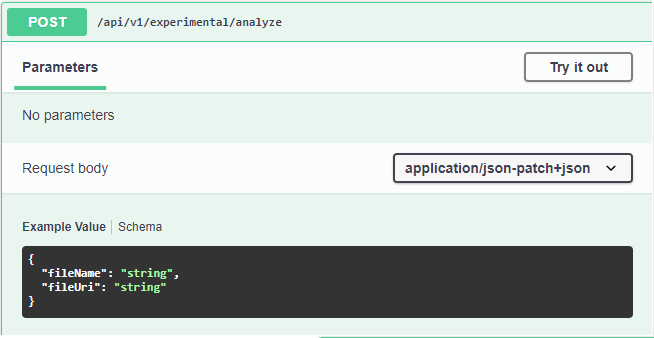 POST /api/v1/experimental/analyze
Parameters Try it out
No parameters
Request body application/json-patch+json
Example Value Schema
{
"fileName": "string",
"fileUri": "string"
}